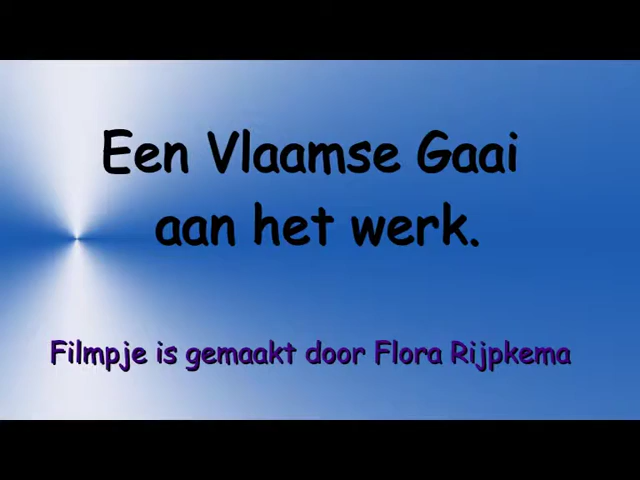 Een Vlaamse Gaai
aan het werk.
Filmpje is gemaakt door Flora Rijpkema